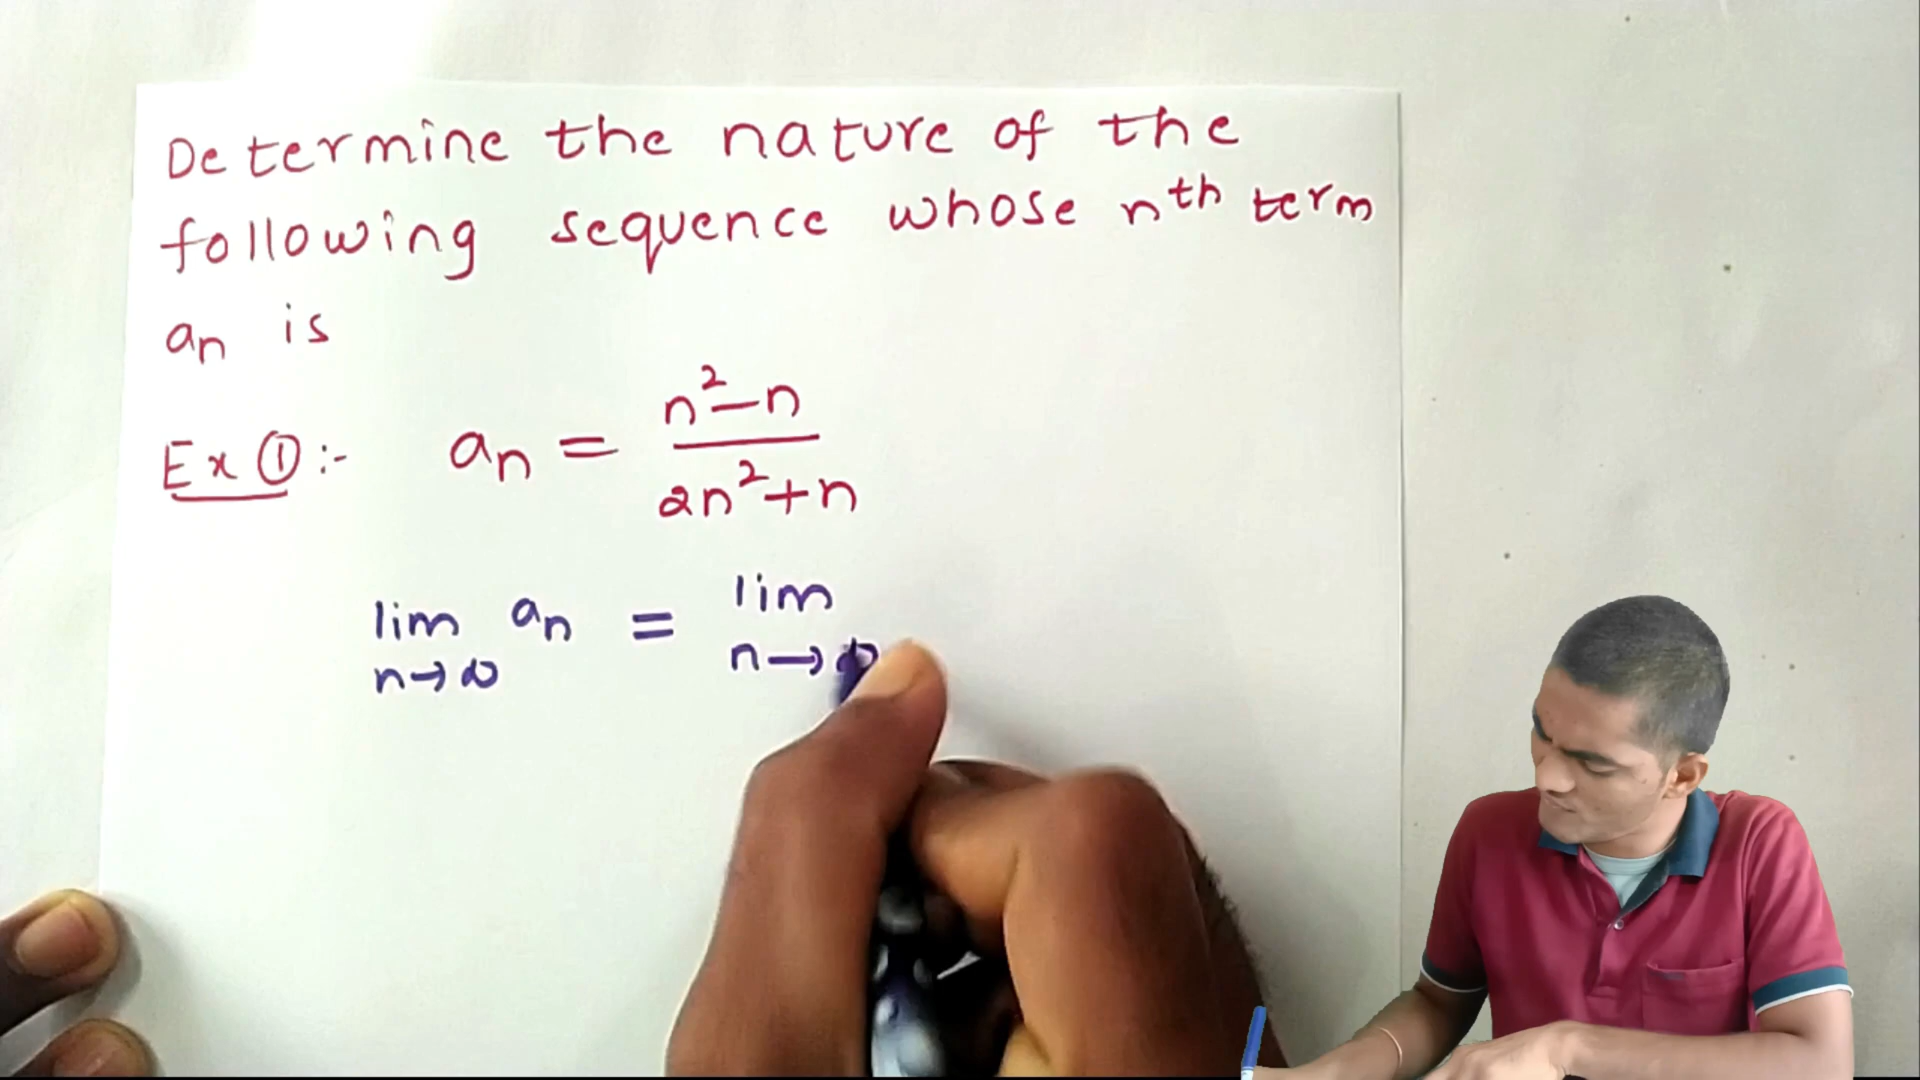 Determine the nature of the
following sequence whose nth term
an is
Ex ① :- an = n²-n / 2n²+n
lim n→∞ an = lim n→∞